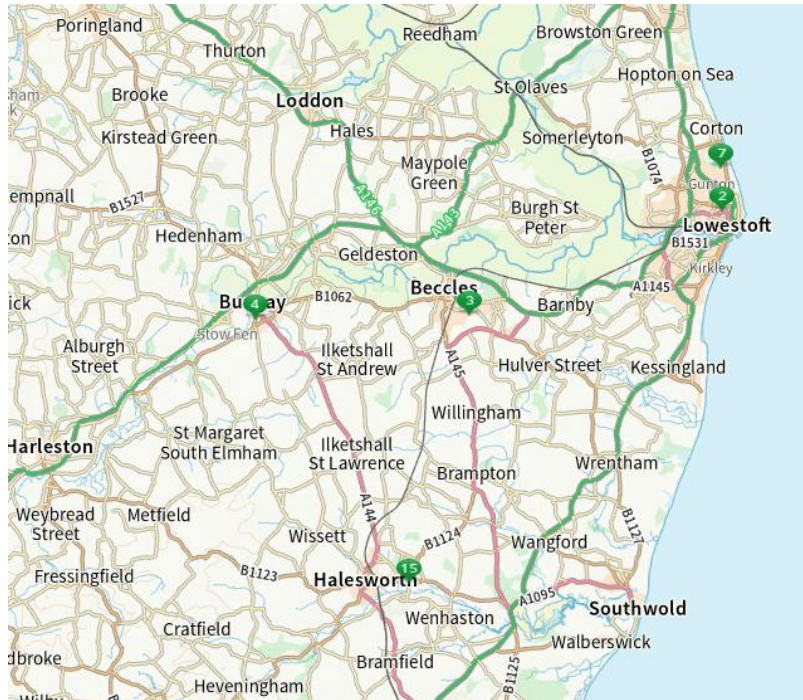 Poringland
Thurton
Reedham
Browston Green
Hopton on Sea
Brooke
Loddon
St Olaves
Kirstead Green
Hales
Somerleyton
Corton
7
Maypole
Green
B1074
Gunton
2
B1527
A146
A143
Burgh St
Peter
Lowestoft
Hedenham
Geldeston
B1531
Kirkley
4
B1062
Beccles
3
Barnby
A1145
Stow Fen
Alburgh
Street
Ilketshall
St Andrew
A145
Hulver Street
Kessingland
Willingham
Harleston
St Margaret
South Elmham
Ilketshall
St Lawrence
Brampton
Wrentham
A144
Weybread
Street
Metfield
Wissett
B1124
Wangford
B1127
Fressingfield
B1123
15
Halesworth
A1095
Southwold
Wenhaston
Cratfield
Walberswick
Bramfield
B1125
Heveningham